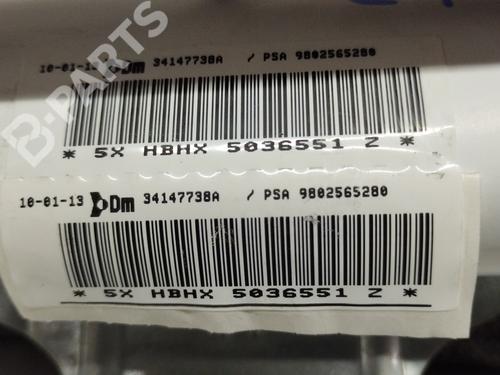 B-PARTS
10-01-13 Dm 34147738A / PSA 9802565280
* 5X HBHX 5036551 Z *
10-01-13 Dm 34147738A / PSA 9802565280
* 5X HBHX 5036551 Z *